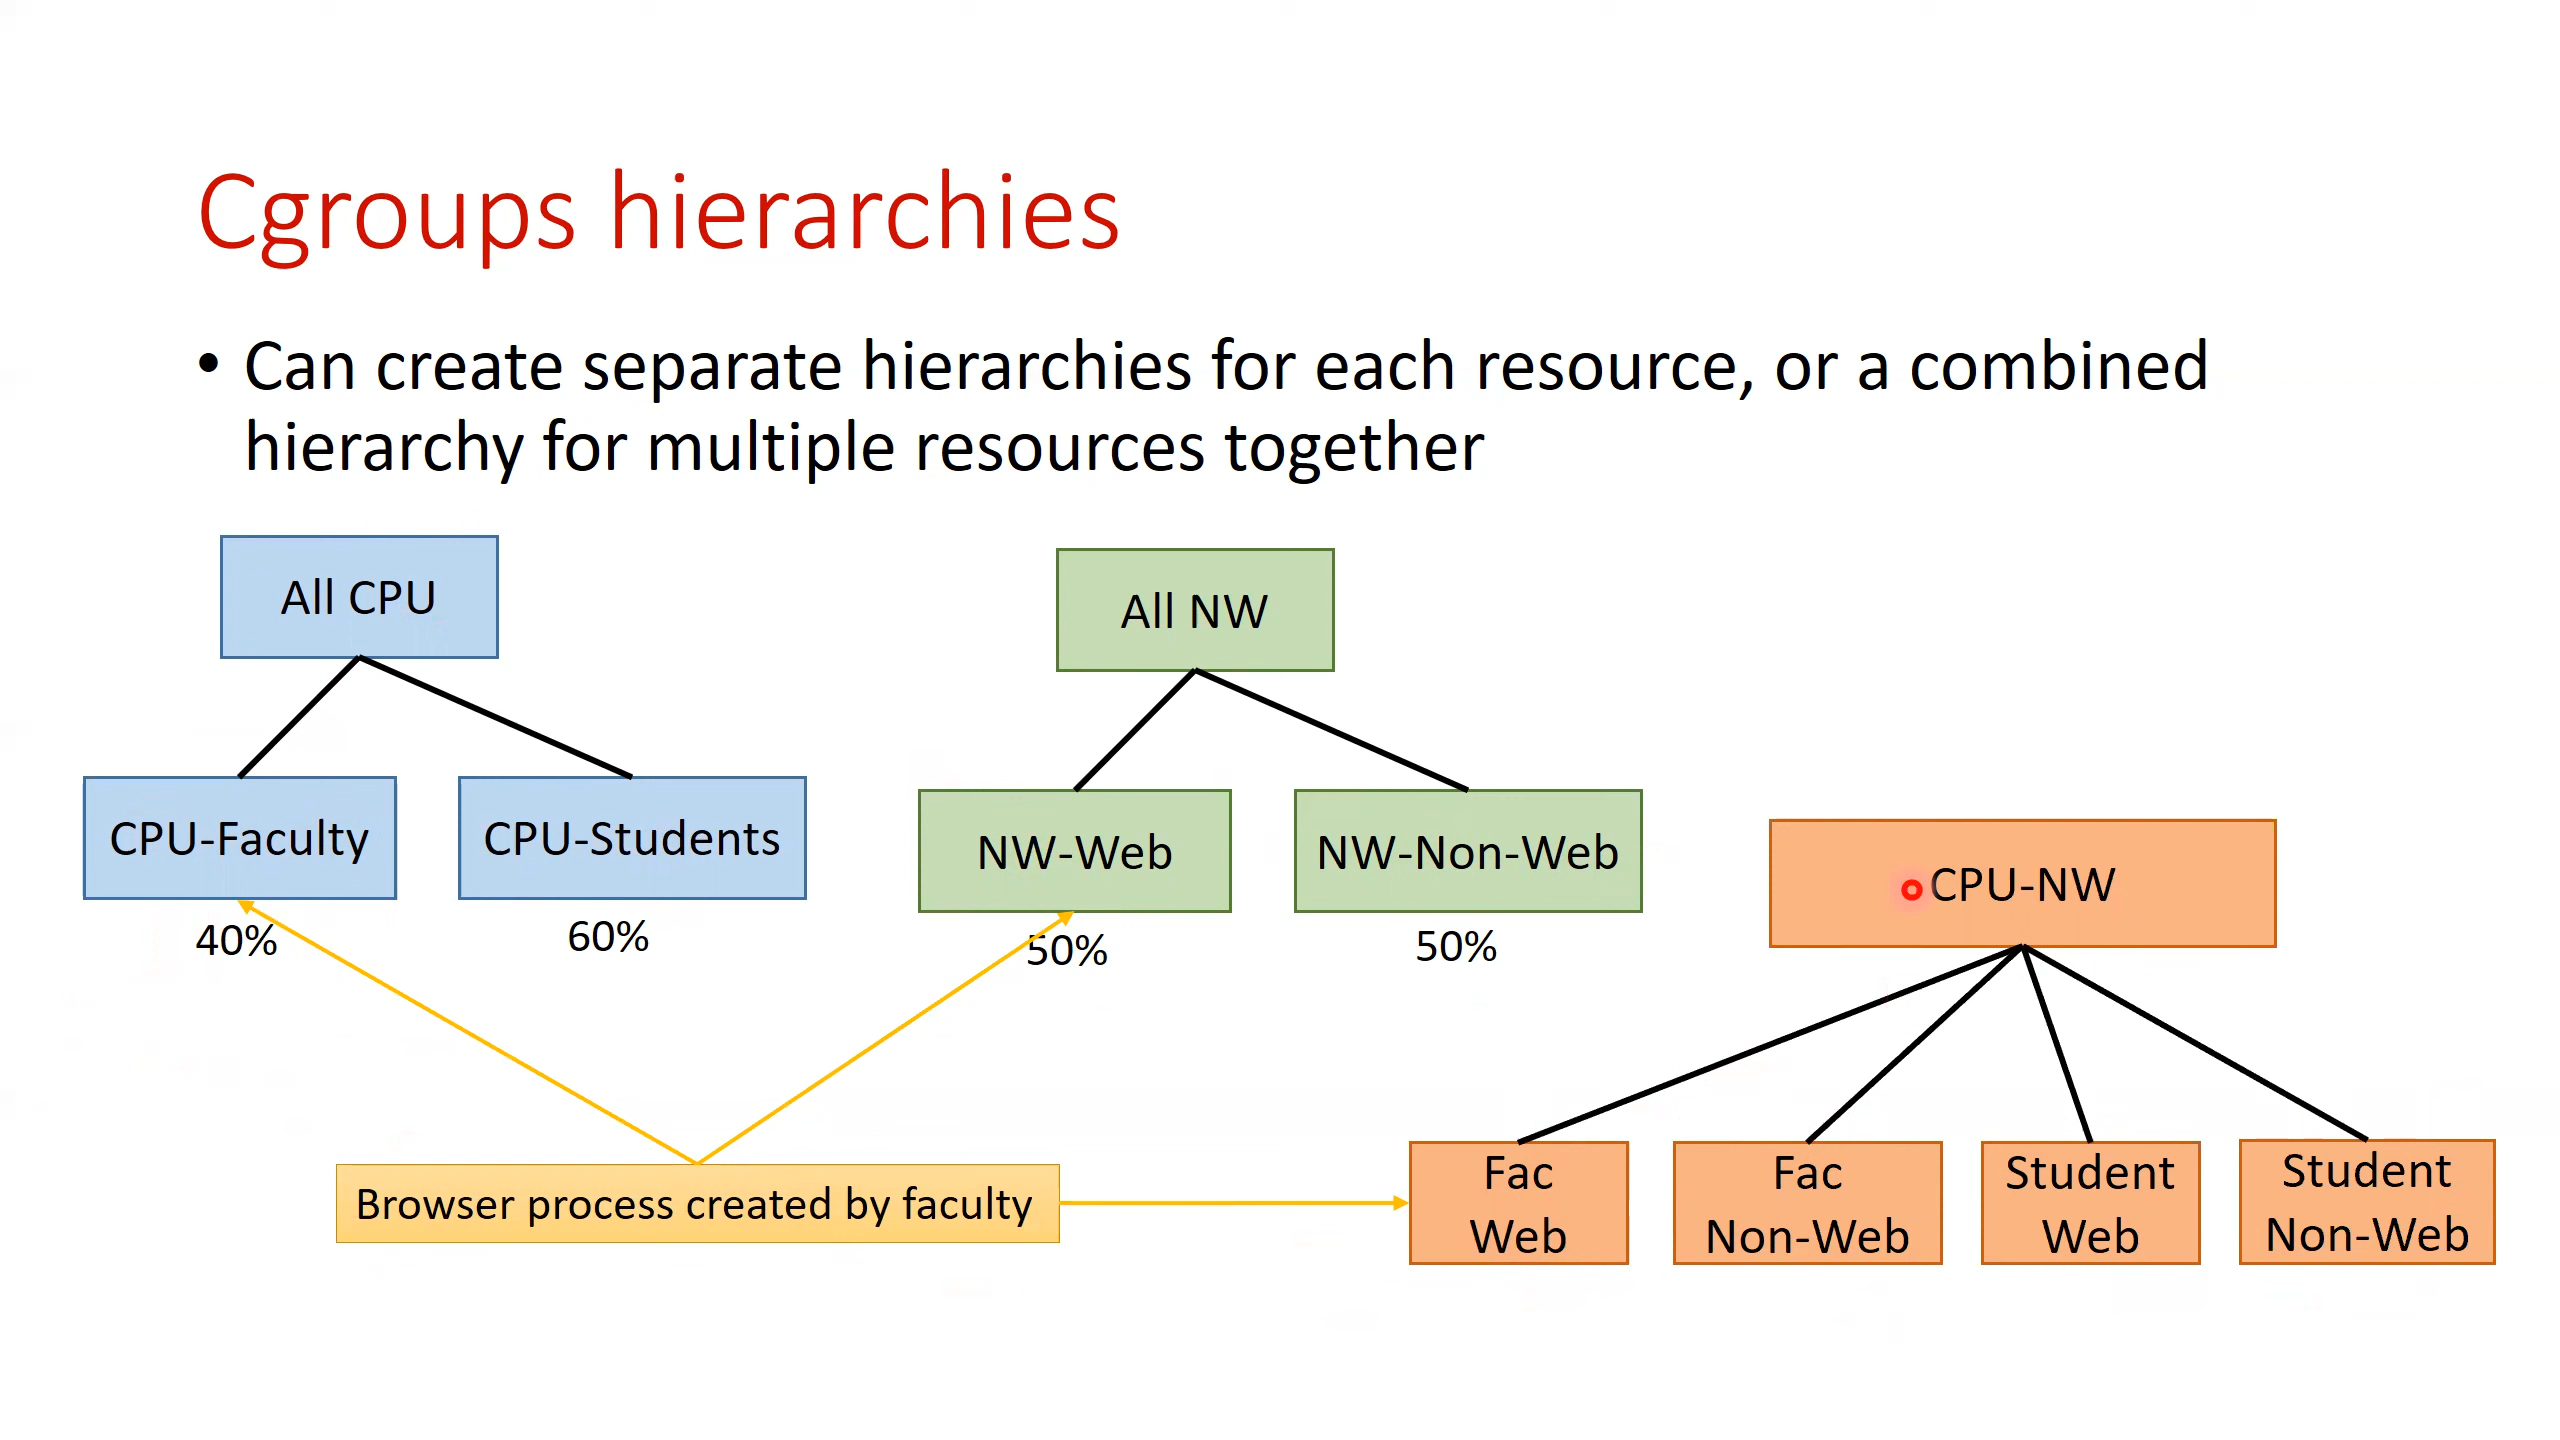 Cgroups hierarchies
• Can create separate hierarchies for each resource, or a combined
hierarchy for multiple resources together
All CPU
CPU-Faculty
CPU-Students
40%
60%
All NW
NW-Web
NW-Non-Web
50%
50%
CPU-NW
Fac
Web
Fac
Non-Web
Student
Web
Student
Non-Web
Browser process created by faculty